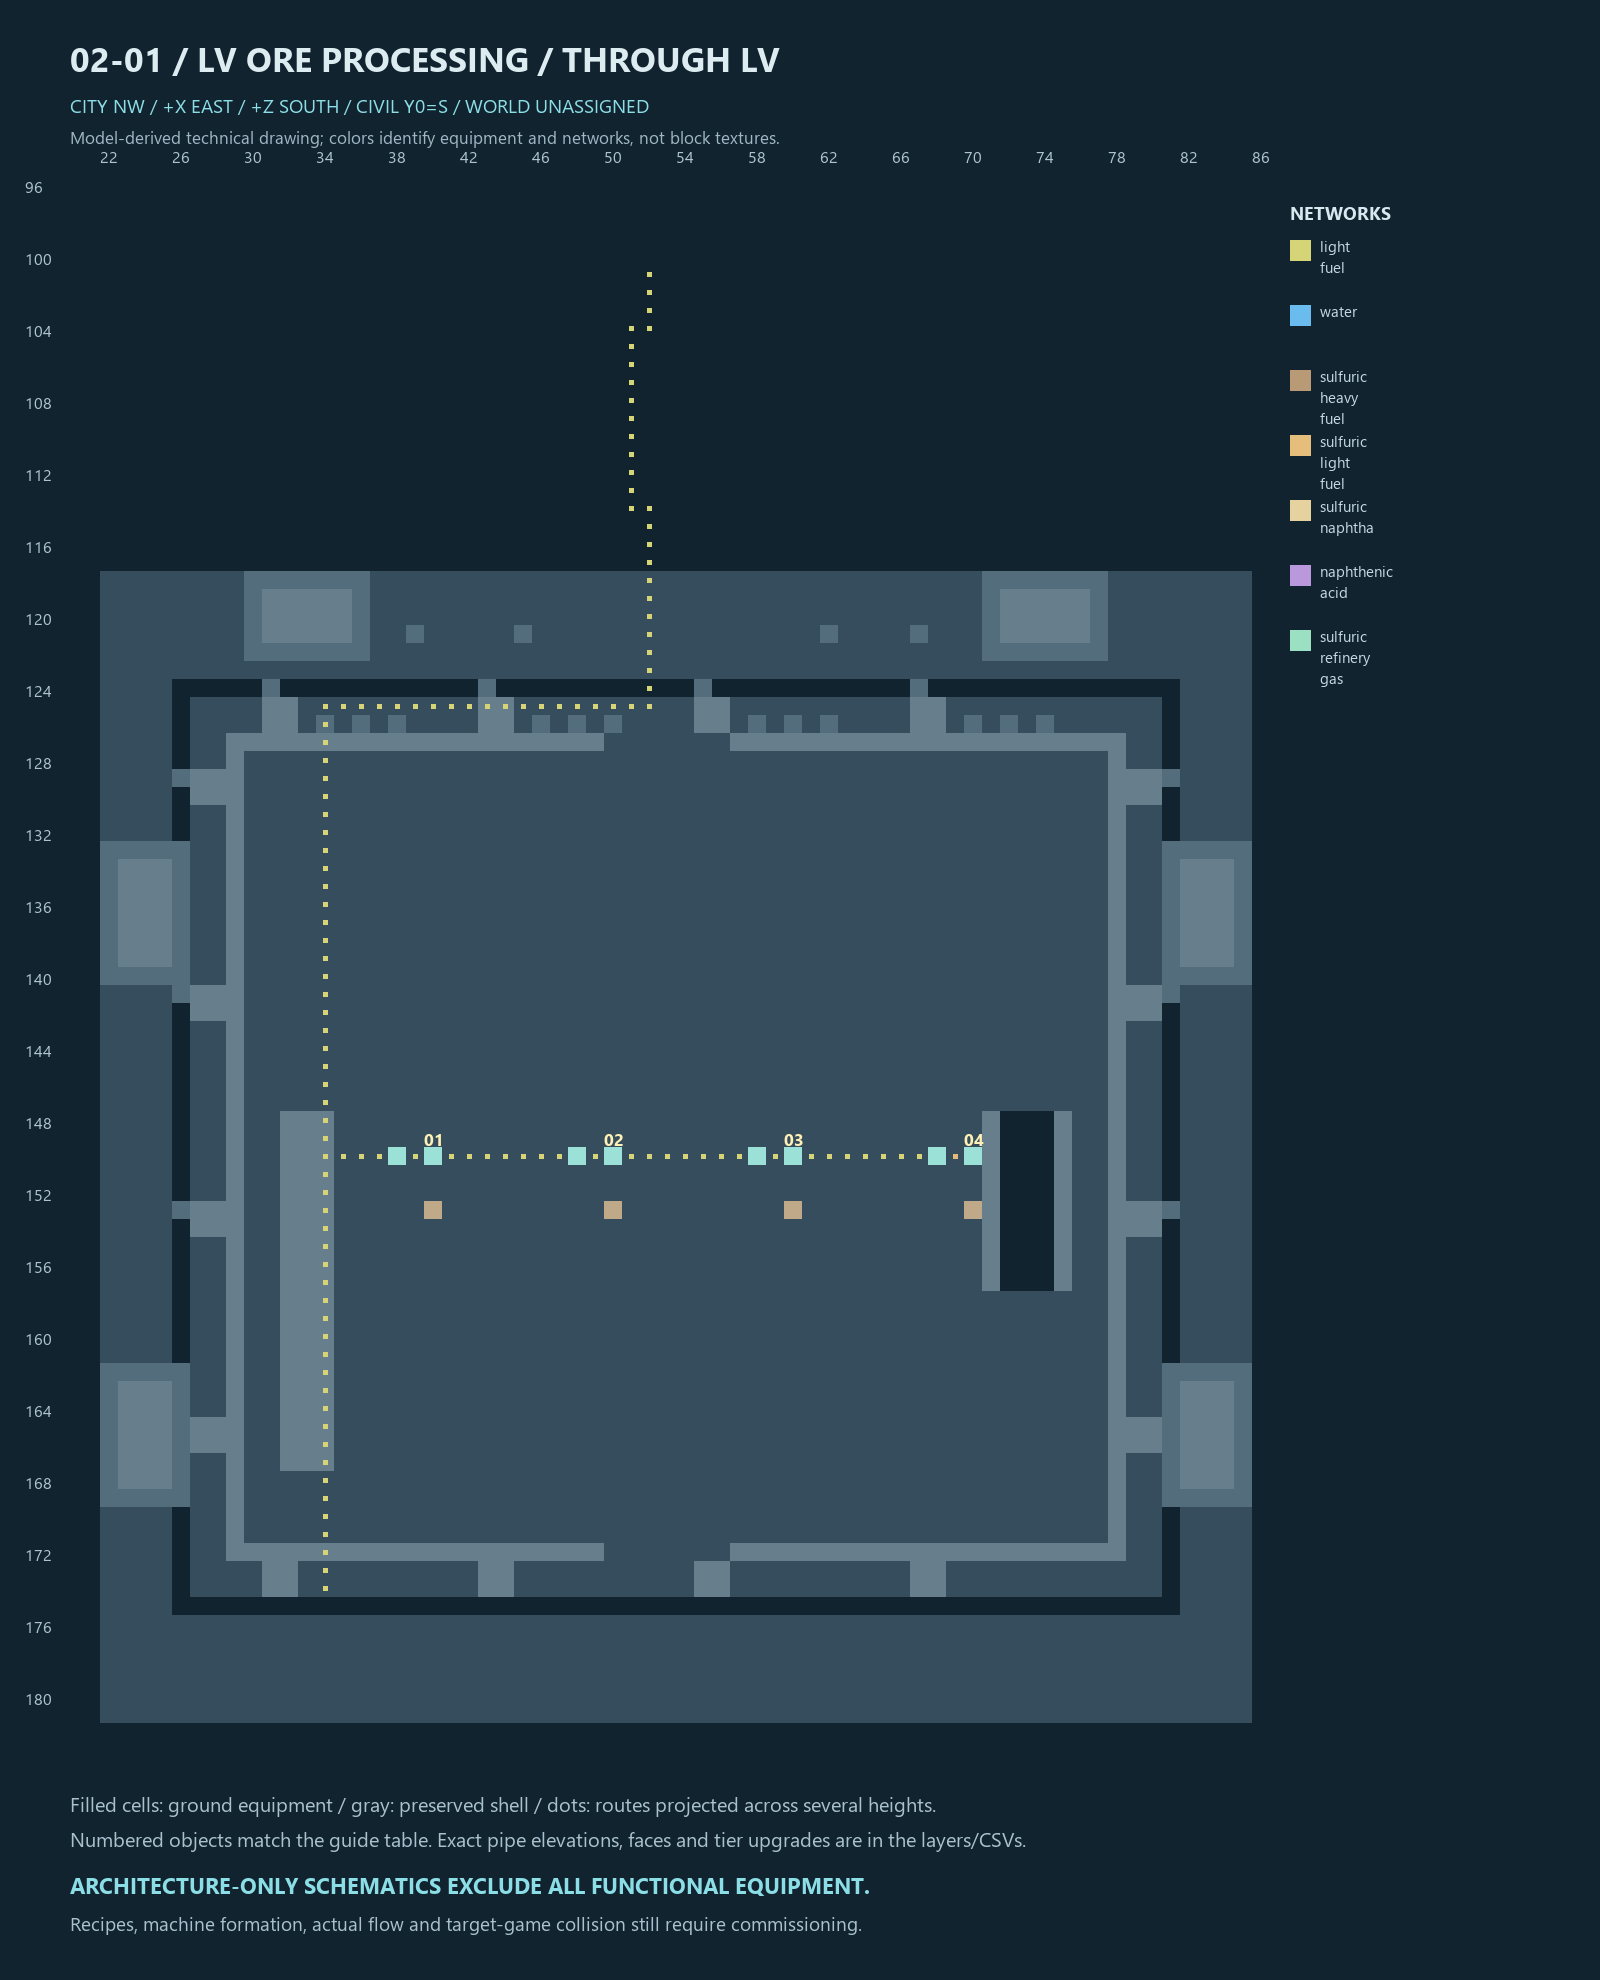 02-01 / LV ORE PROCESSING / THROUGH LV
CITY NW / +X EAST / +Z SOUTH / CIVIL Y0=S / WORLD UNASSIGNED
Model-derived technical drawing; colors identify equipment and networks, not block textures.
22 26 30 34 38 42 46 50 54 58 62 66 70 74 78 82 86
96
100
104
108
112
116
120
124
128
132
136
140
144
148
152
156
160
164
168
172
176
180
NETWORKS
light
fuel
water
sulfuric
heavy
fuel
sulfuric
light
fuel
sulfuric
naphtha
naphthenic
acid
sulfuric
refinery
gas
01 02 03 04
Filled cells: ground equipment / gray: preserved shell / dots: routes projected across several heights.
Numbered objects match the guide table. Exact pipe elevations, faces and tier upgrades are in the layers/CSVs.
ARCHITECTURE-ONLY SCHEMATICS EXCLUDE ALL FUNCTIONAL EQUIPMENT.
Recipes, machine formation, actual flow and target-game collision still require commissioning.